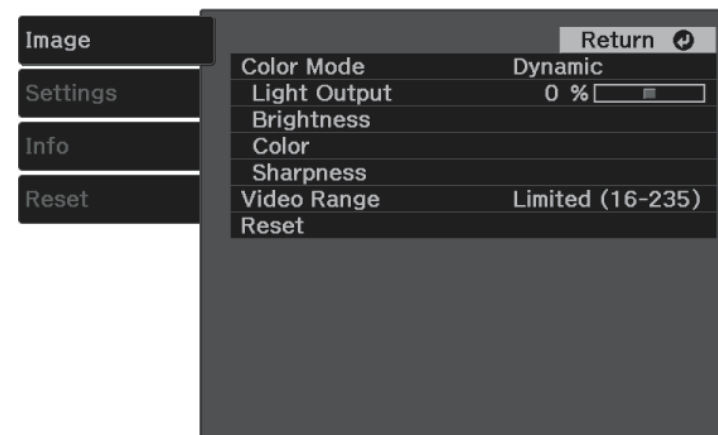 Image
Settings
Info
Reset
Return
Color Mode Dynamic
Light Output 0 %
Brightness
Color
Sharpness
Video Range Limited (16-235)
Reset